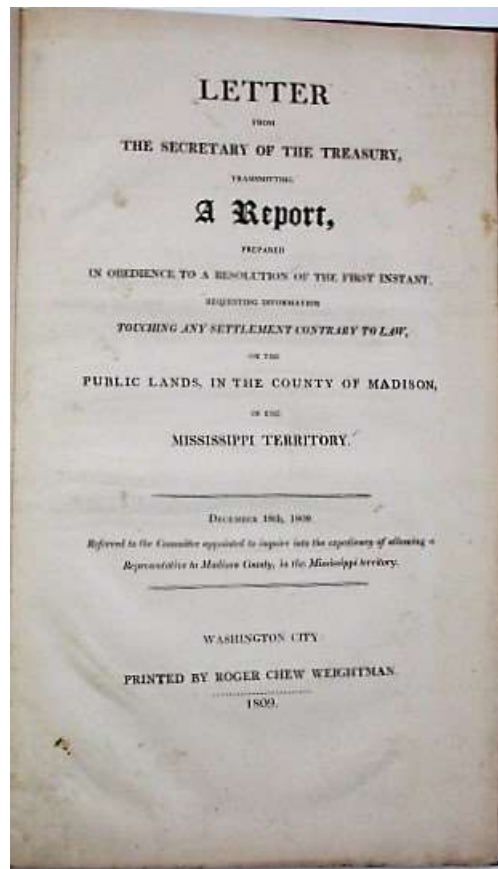 LETTER
FROM
THE SECRETARY OF THE TREASURY,
TRANSMITTING
A Report,
PREPARED
IN OBEDIENCE TO A RESOLUTION OF THE FIRST INSTANT,
REQUESTING INFORMATION
TOUCHING ANY SETTLEMENT CONTRARY TO LAW,
ON THE
PUBLIC LANDS, IN THE COUNTY OF MADISON,
IN THE
MISSISSIPPI TERRITORY.
DECEMBER 18th, 1809.
Referred to the Committee appointed to inquire into the expediency of allowing a
Representative to Madison County, in the Mississippi territory.
WASHINGTON CITY
PRINTED BY ROGER CHEW WEIGHTMAN.
1809.